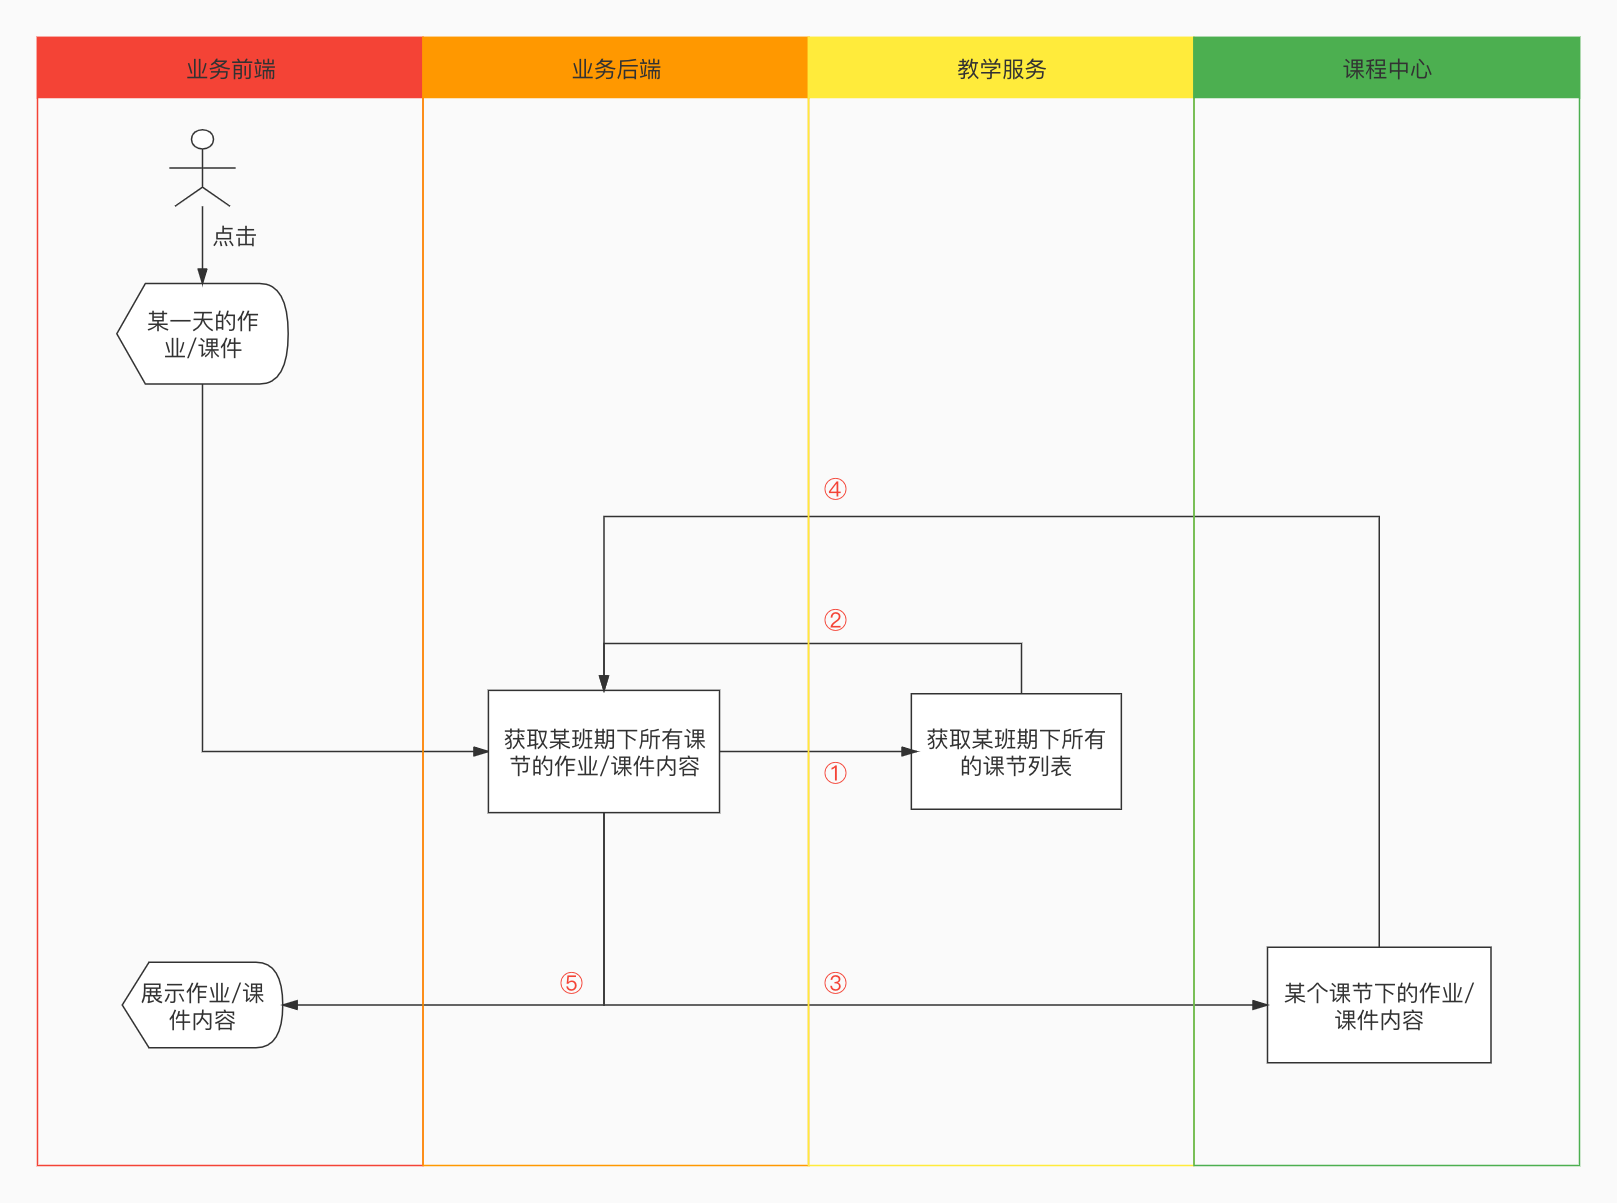 业务前端
业务后端
教学服务
课程中心
点击
某一天的作
业/课件
④
②
获取某班期下所有课
节的作业/课件内容
①
获取某班期下所有
的课节列表
展示作业/课
件内容
⑤
③
某个课节下的作业/
课件内容